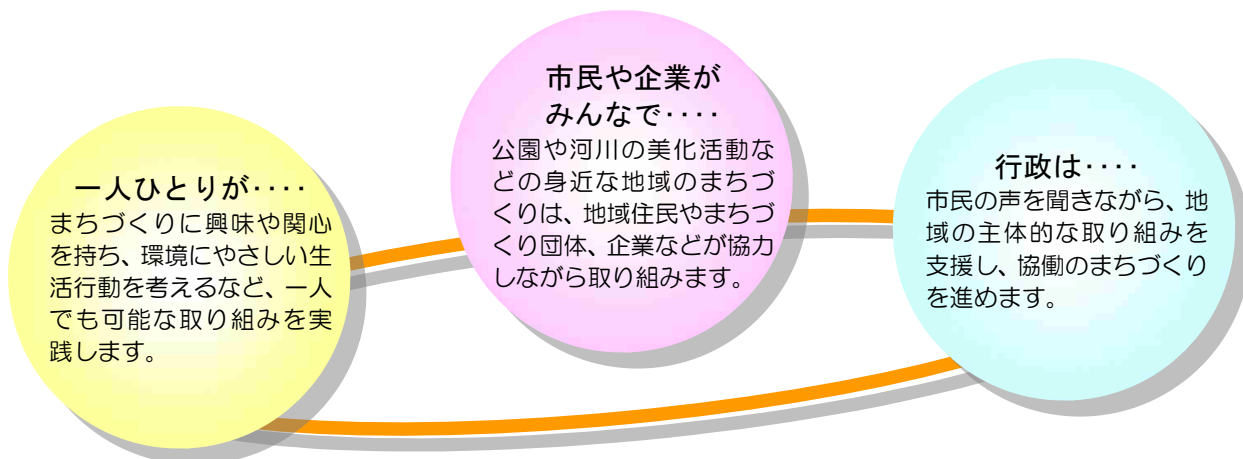 一人ひとりが‥‥
まちづくりに興味や関心
を持ち、環境にやさしい生
活行動を考えるなど、一人
でも可能な取り組みを実
践します。
市民や企業が
みんなで‥‥
公園や河川の美化活動な
どの身近な地域のまちづ
くりは、地域住民やまちづ
くり団体、企業などが協力
しながら取り組みます。
行政は‥‥
市民の声を聞きながら、地
域の主体的な取り組みを
支援し、協働のまちづくり
を進めます。